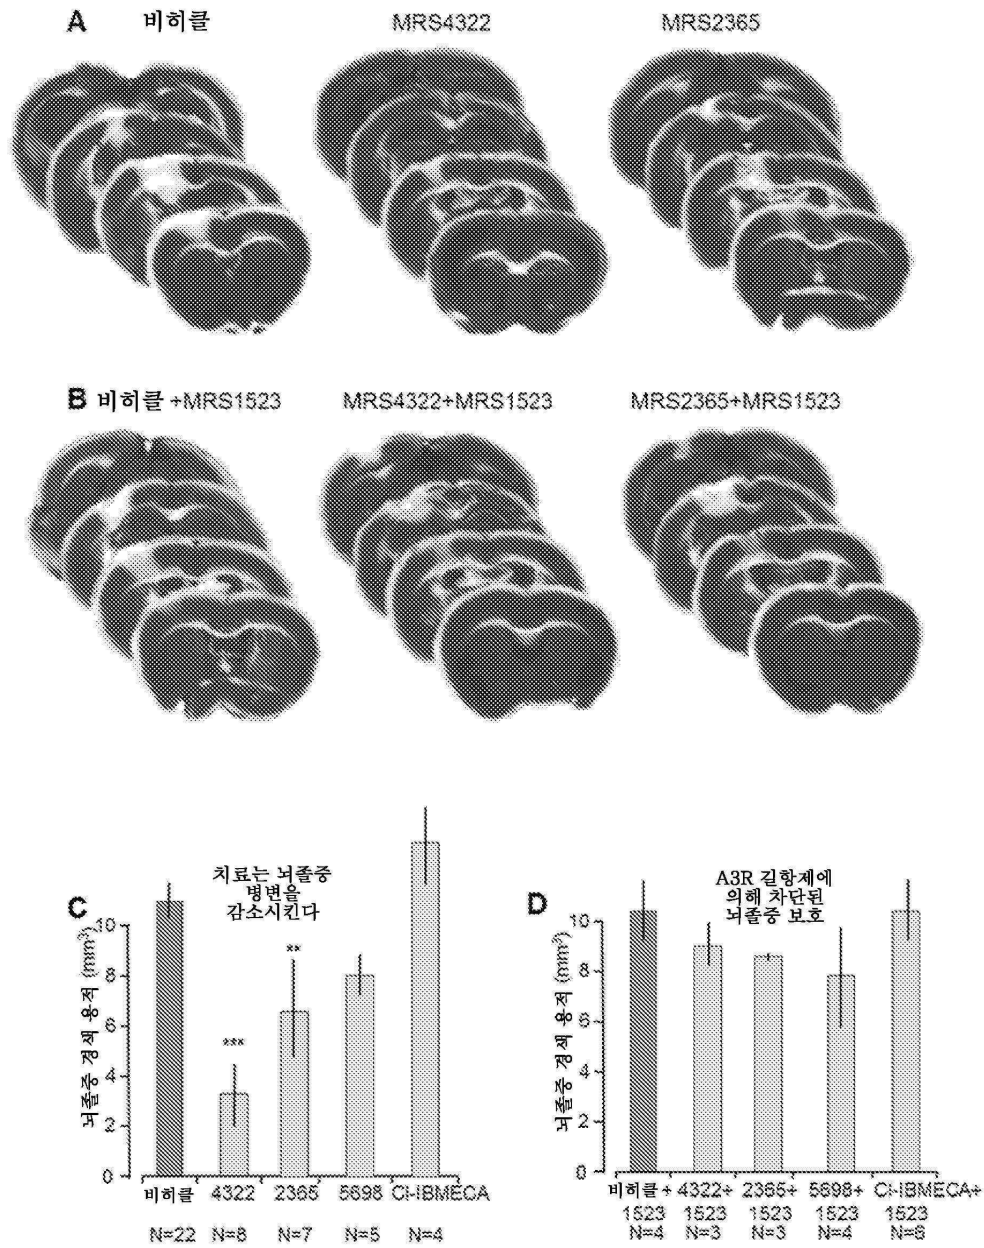 A 비히클 MRS4322 MRS2365
B 비히클 +MRS1523 MRS4322+MRS1523 MRS2365+MRS1523
C
치료는 뇌졸중
병변을
감소시킨다
뇌졸중 경색 용적 (mm³)
10
8
6
4
2
0
***
**
비히클 4322 2365 5698 Cl-IBMECA
N=22 N=8 N=7 N=5 N=4
D
A3R 길항제에
의해 차단된
뇌졸중 보호
뇌졸중 경색 용적 (mm³)
10
8
6
4
2
0
비히클+ 4322+ 2365+ 5698+ Cl-IBMECA+
1523 1523 1523 1523 1523
N=4 N=3 N=3 N=4 N=6